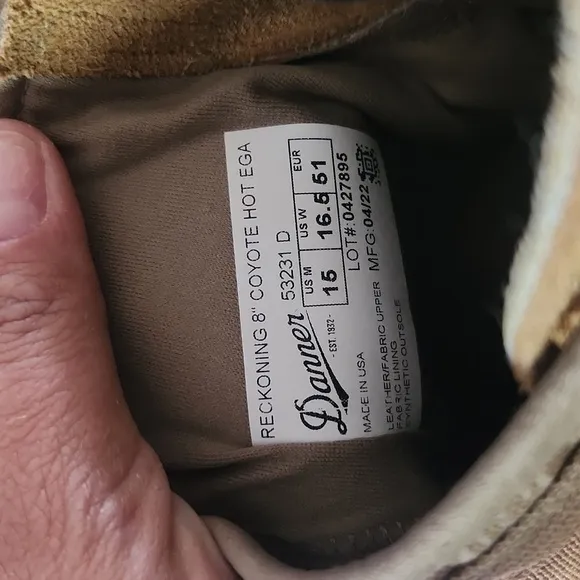 RECKONING 8" COYOTE HOT EGA
53231 D
US M US W EUR
15 16.5 51
Danner
- EST. 1932 -
LOT#: 0427895
MFG: 04/22
MADE IN USA
LEATHER/FABRIC UPPER
FABRIC LINING
SYNTHETIC OUTSOLE